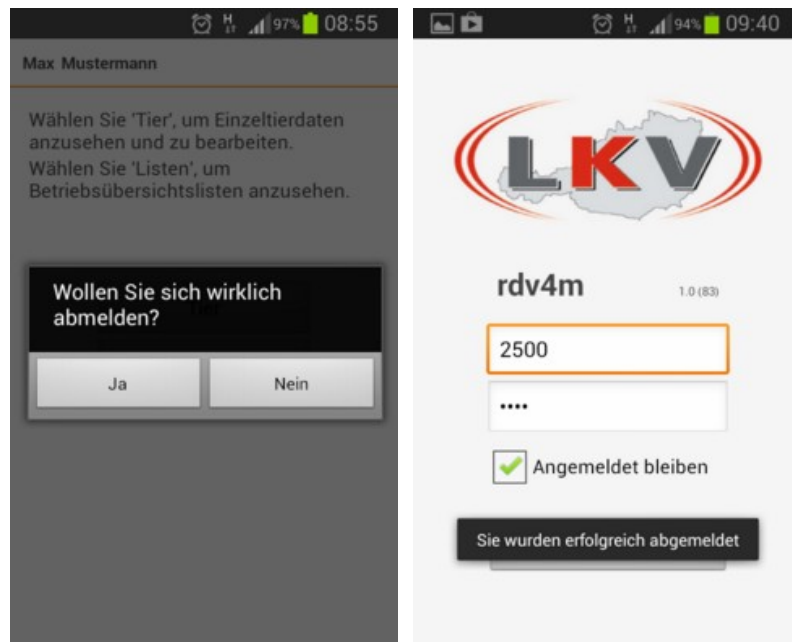 97% 08:55
Max Mustermann
Wählen Sie 'Tier', um Einzeltierdaten
anzusehen und zu bearbeiten.
Wählen Sie 'Listen', um
Betriebsübersichtslisten anzusehen.
Wollen Sie sich wirklich
abmelden?
Ja Nein
94% 09:40
LKV
rdv4m 1.0 (83)
2500
••••
Angemeldet bleiben
Sie wurden erfolgreich abgemeldet